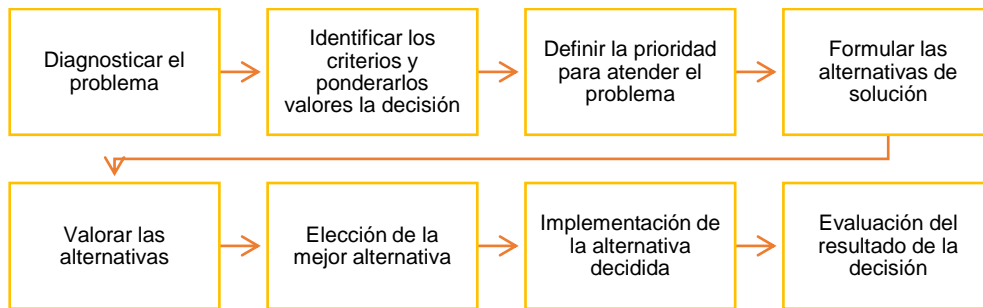 Diagnosticar el
problema
Identificar los
criterios y
ponderarlos
valores la decisión
Definir la prioridad
para atender el
problema
Formular las
alternativas de
solución
Valorar las
alternativas
Elección de la
mejor alternativa
Implementación de
la alternativa
decidida
Evaluación del
resultado de la
decisión